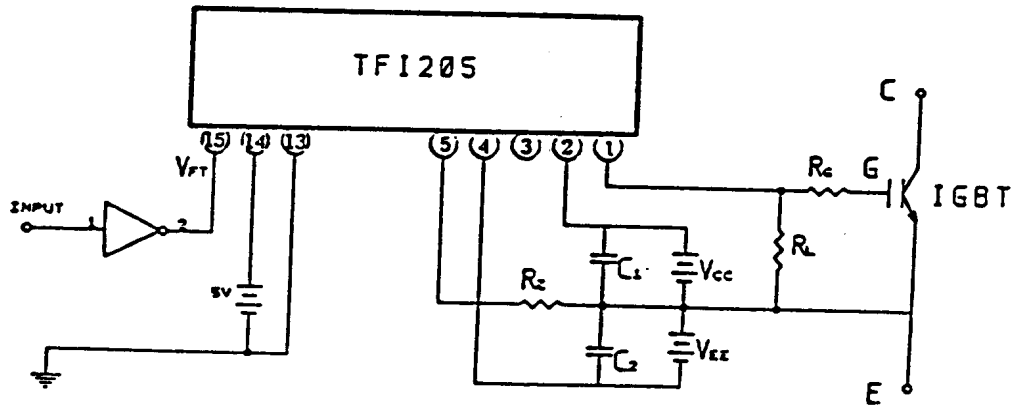 TF1205
(15) (14) (13) (5) (4) (3) (2) (1)
VFT
INPUT
1
2
5V
RZ
C1
VCC
C2
VEE
RG
G
RL
C
IGBT
E